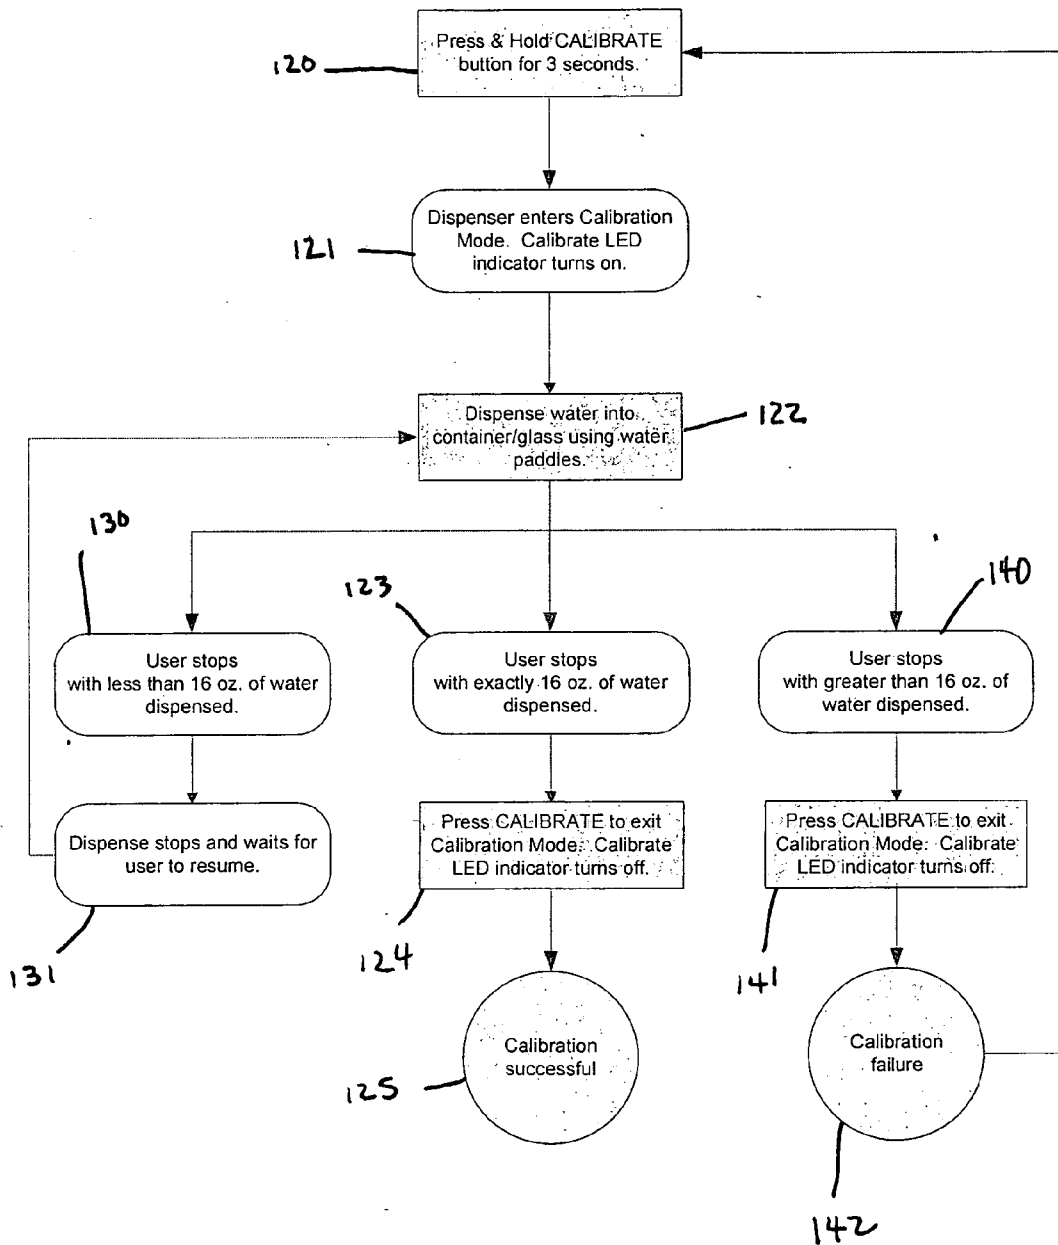 Press & Hold CALIBRATE
button for 3 seconds.
120
Dispenser enters Calibration
Mode. Calibrate LED
indicator turns on.
121
Dispense water into
container/glass using water
paddles.
122
130
123
140
User stops
with less than 16 oz. of water
dispensed.
User stops
with exactly 16 oz. of water
dispensed.
User stops
with greater than 16 oz. of
water dispensed.
Dispense stops and waits for
user to resume.
Press CALIBRATE to exit
Calibration Mode. Calibrate
LED indicator turns off.
Press CALIBRATE to exit
Calibration Mode. Calibrate
LED indicator turns off.
131
124
141
Calibration
successful
Calibration
failure
125
142